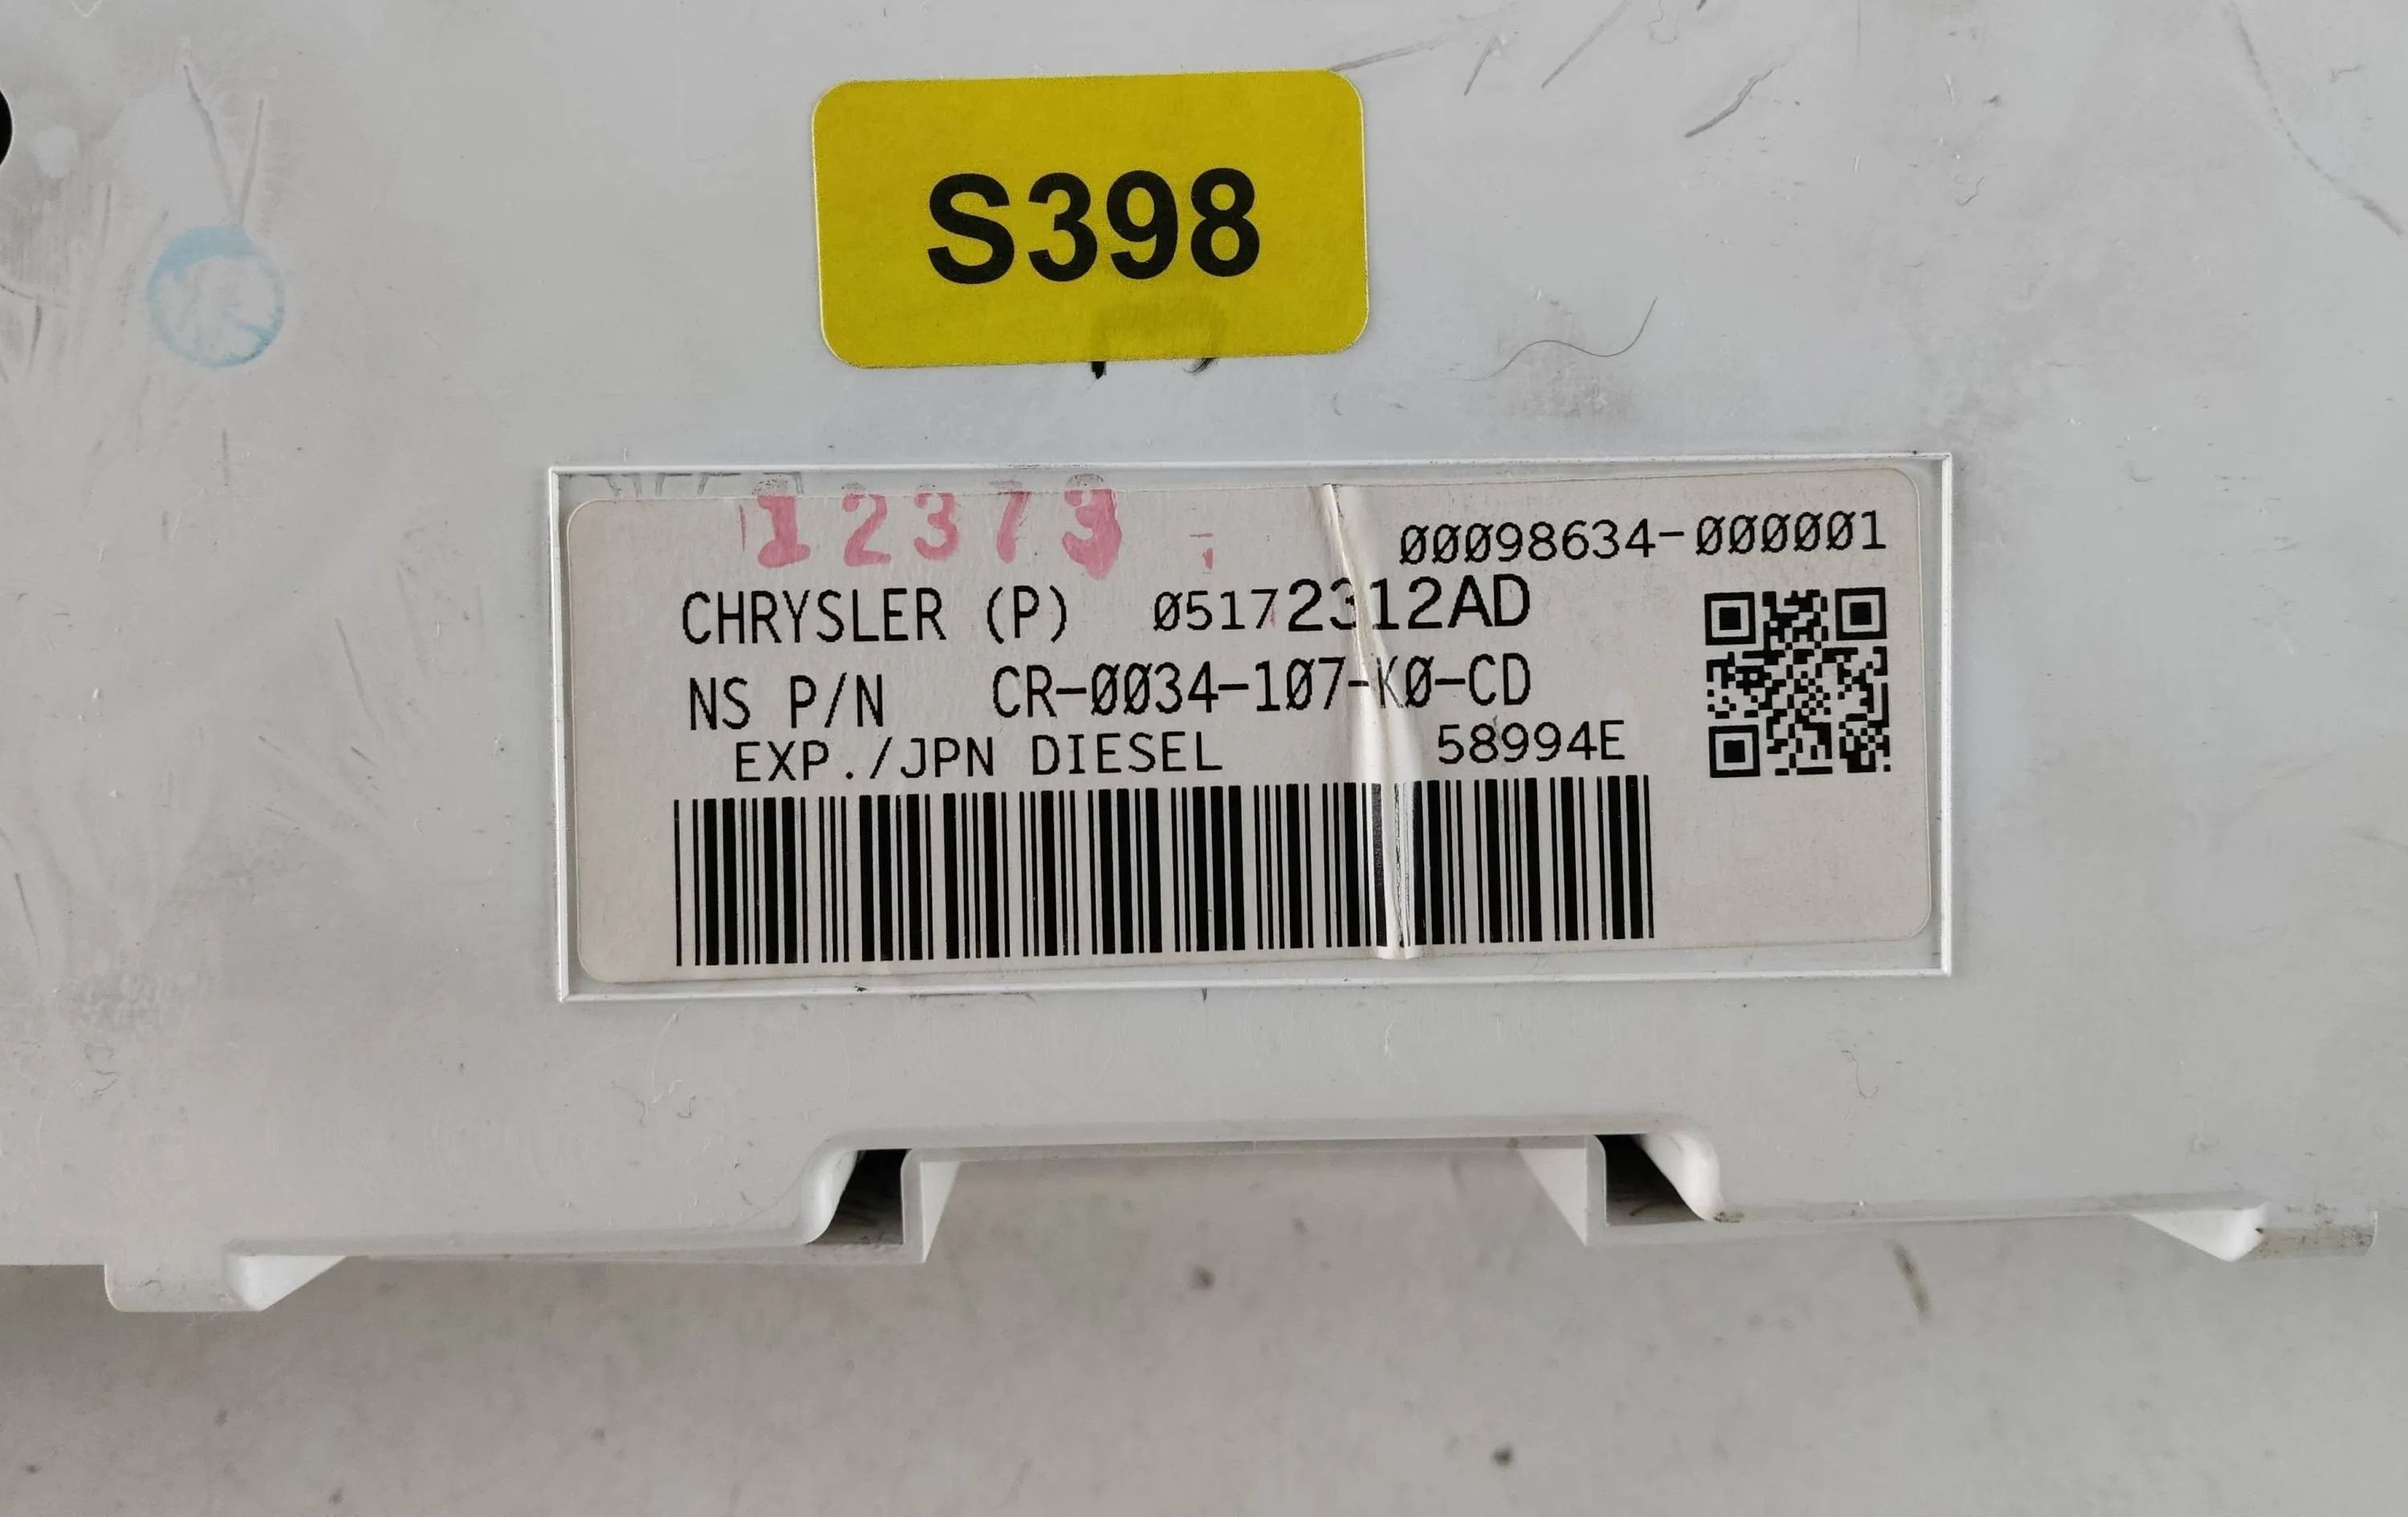 S398
12373
00098634-000001
CHRYSLER (P) 05172312AD
NS P/N CR-0034-107-K0-CD
EXP./JPN DIESEL 58994E